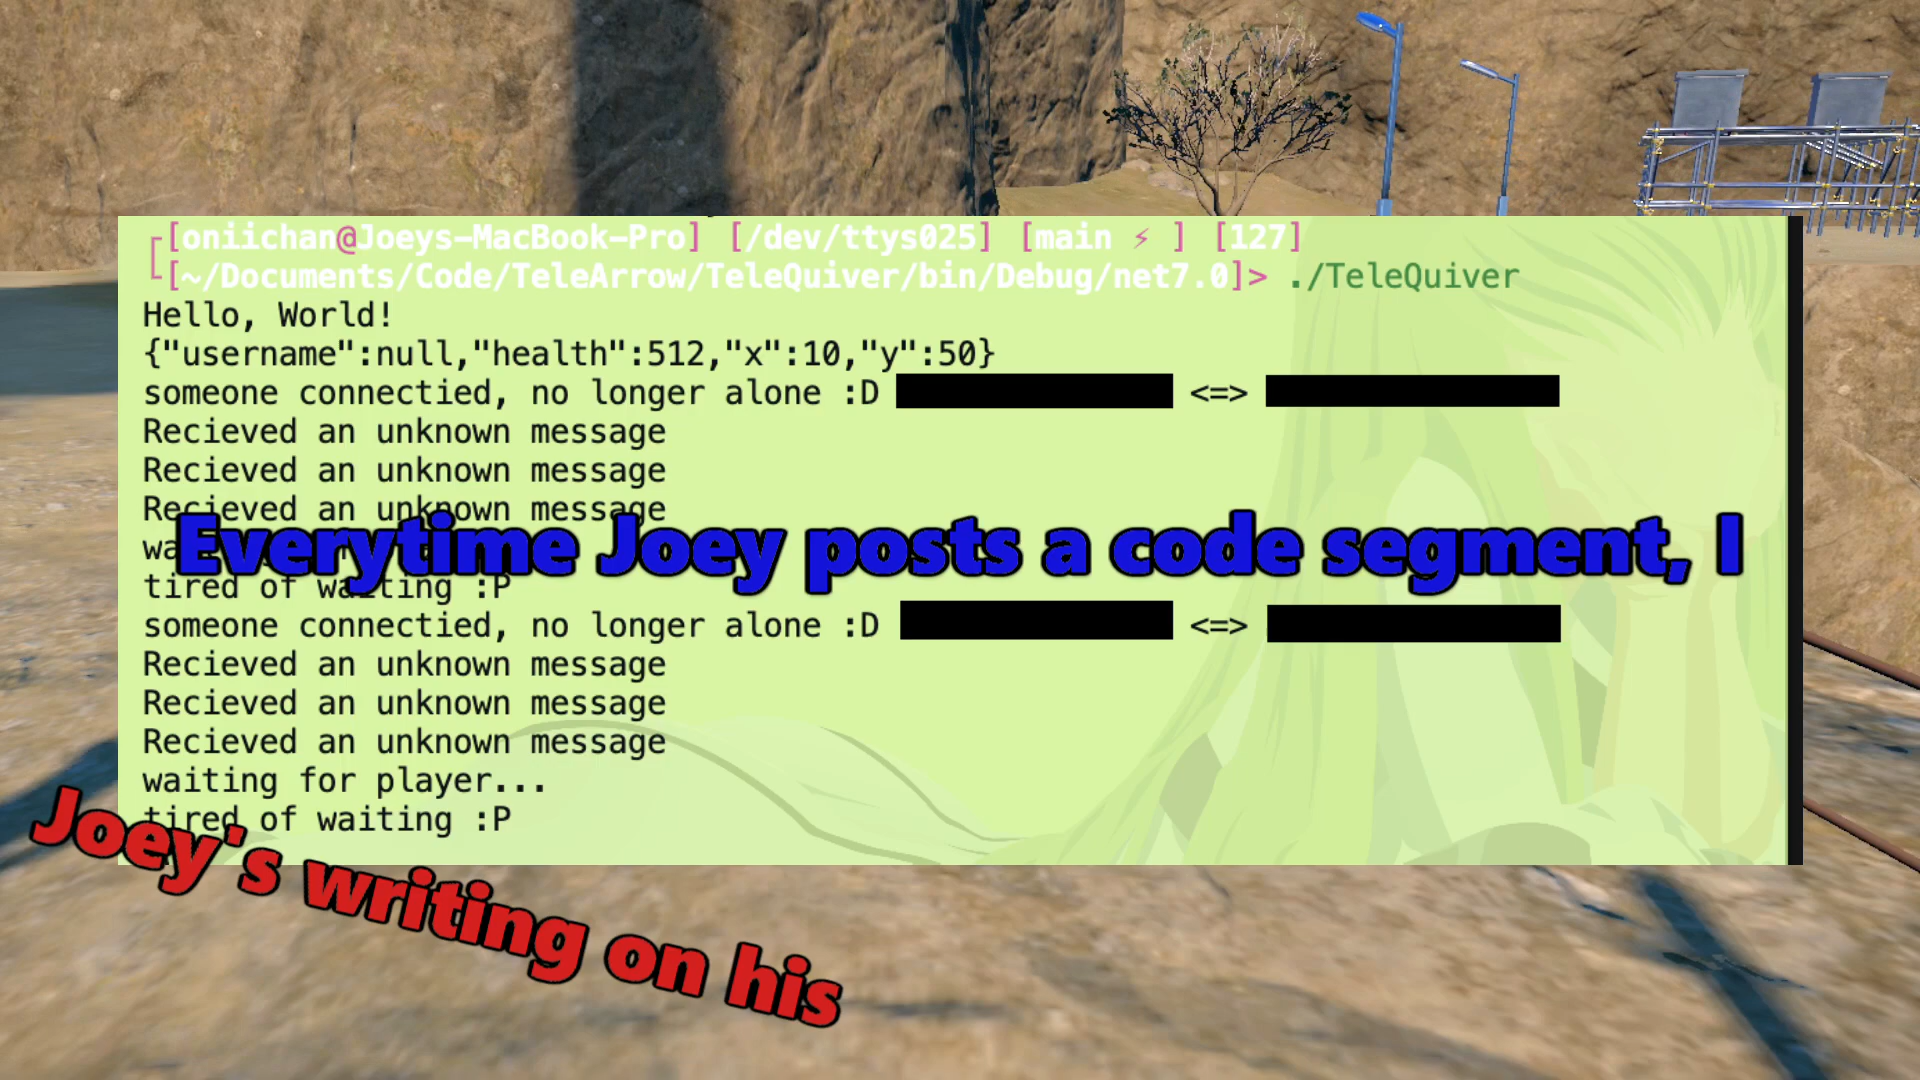 [oniichan@Joeys-MacBook-Pro] [/dev/ttys025] [main ⚡ ] [127]
[~/Documents/Code/TeleArrow/TeleQuiver/bin/Debug/net7.0]> ./TeleQuiver
Hello, World!
{"username":null,"health":512,"x":10,"y":50}
someone connectied, no longer alone :D <=>
Recieved an unknown message
Recieved an unknown message
Recieved an unknown message
Everytime Joey posts a code segment, I
tired of waiting :P
someone connectied, no longer alone :D <=>
Recieved an unknown message
Recieved an unknown message
Recieved an unknown message
waiting for player...
tired of waiting :P
Joey's writing on his